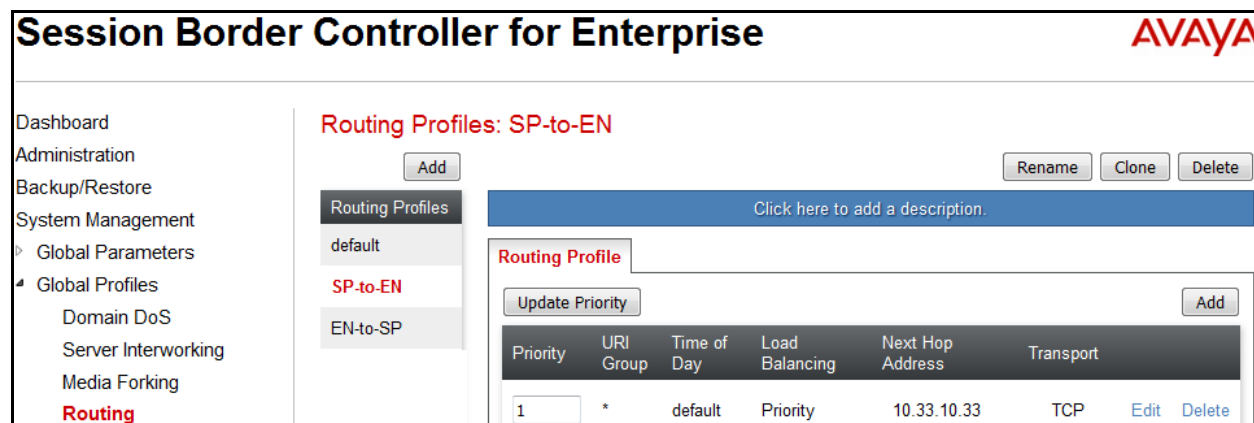 Session Border Controller for Enterprise
AVAYA
Dashboard
Administration
Backup/Restore
System Management
Global Parameters
Global Profiles
Domain DoS
Server Interworking
Media Forking
Routing
Routing Profiles: SP-to-EN
Add
Rename Clone Delete
Routing Profiles
default
SP-to-EN
EN-to-SP
Click here to add a description.
Routing Profile
Update Priority
Add
Priority URI Group Time of Day Load Balancing Next Hop Address Transport
1 * default Priority 10.33.10.33 TCP Edit Delete